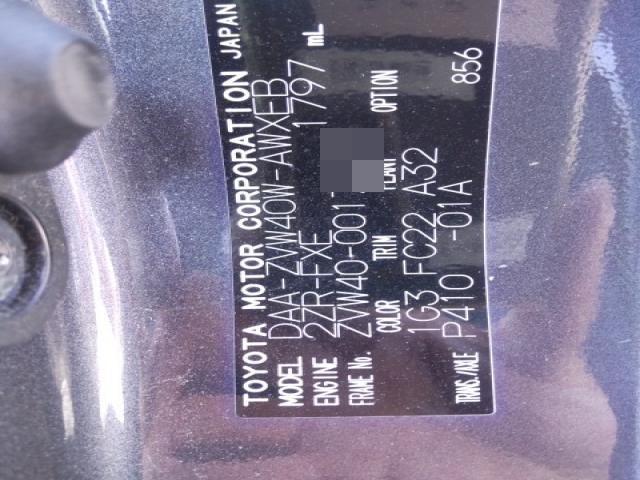 TOYOTA MOTOR CORPORATION JAPAN
MODEL DAA-ZVW40W-AWXEB
ENGINE 2ZR-FXE 1797 mL
FRAME No. ZVW40-001
COLOR TRIM PLANT OPTION
1G3 FC22 A32
TRANS./AXLE P410 -01A 856